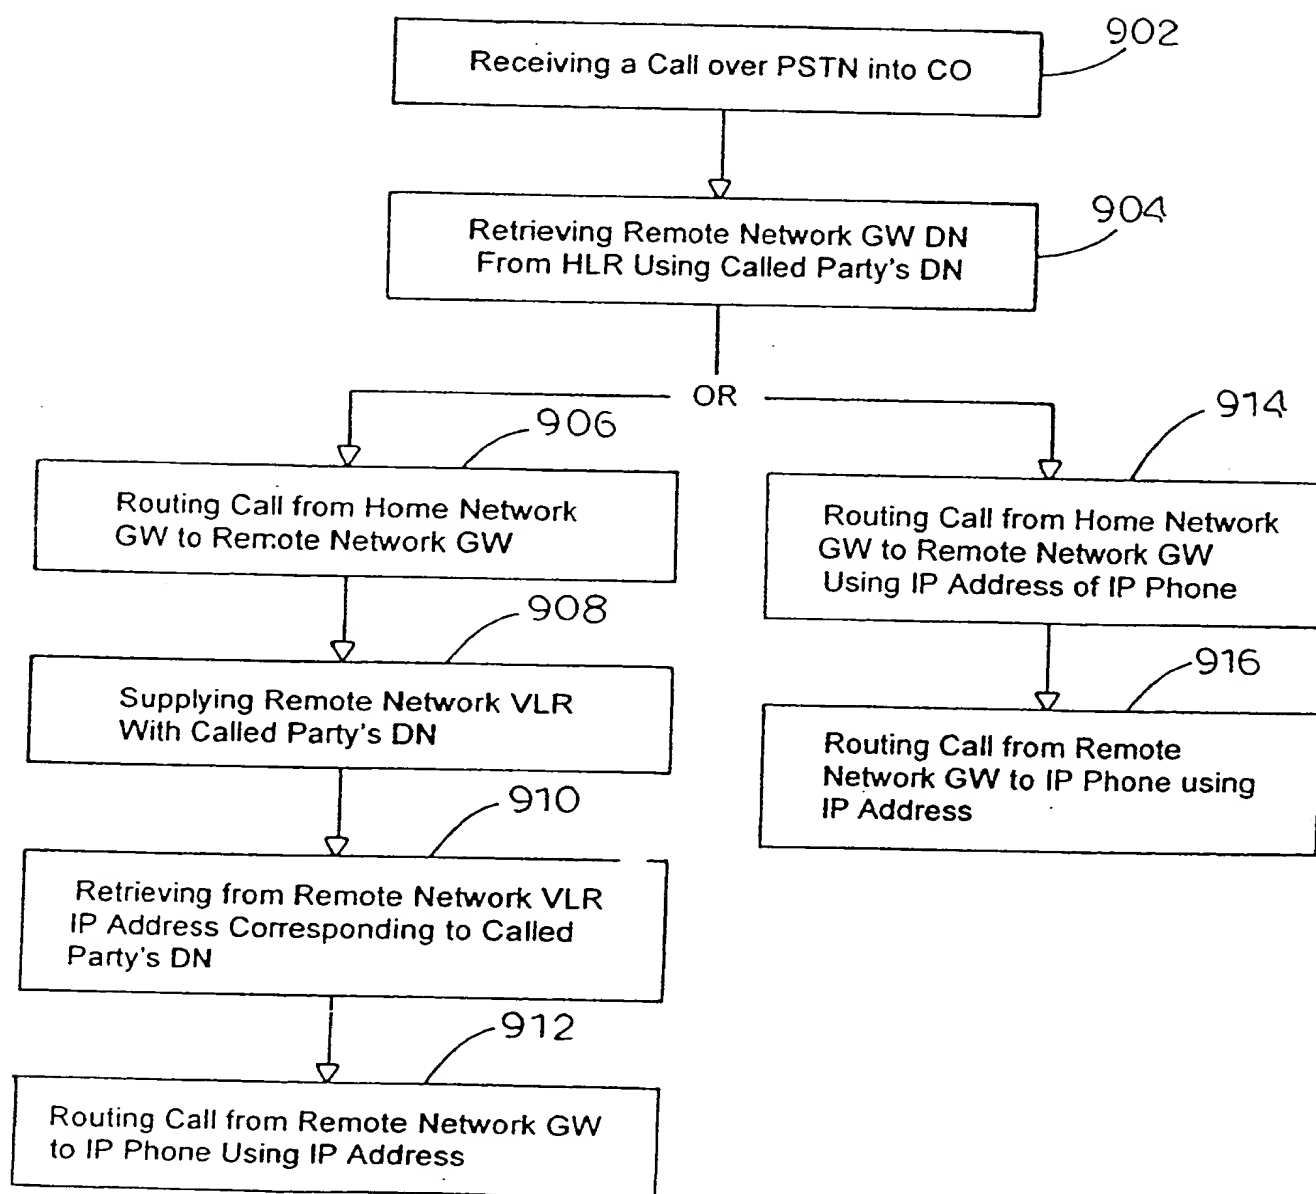 902
Receiving a Call over PSTN into CO
904
Retrieving Remote Network GW DN
From HLR Using Called Party's DN
OR
906
Routing Call from Home Network
GW to Remote Network GW
908
Supplying Remote Network VLR
With Called Party's DN
910
Retrieving from Remote Network VLR
IP Address Corresponding to Called
Party's DN
912
Routing Call from Remote Network GW
to IP Phone Using IP Address
914
Routing Call from Home Network
GW to Remote Network GW
Using IP Address of IP Phone
916
Routing Call from Remote
Network GW to IP Phone using
IP Address